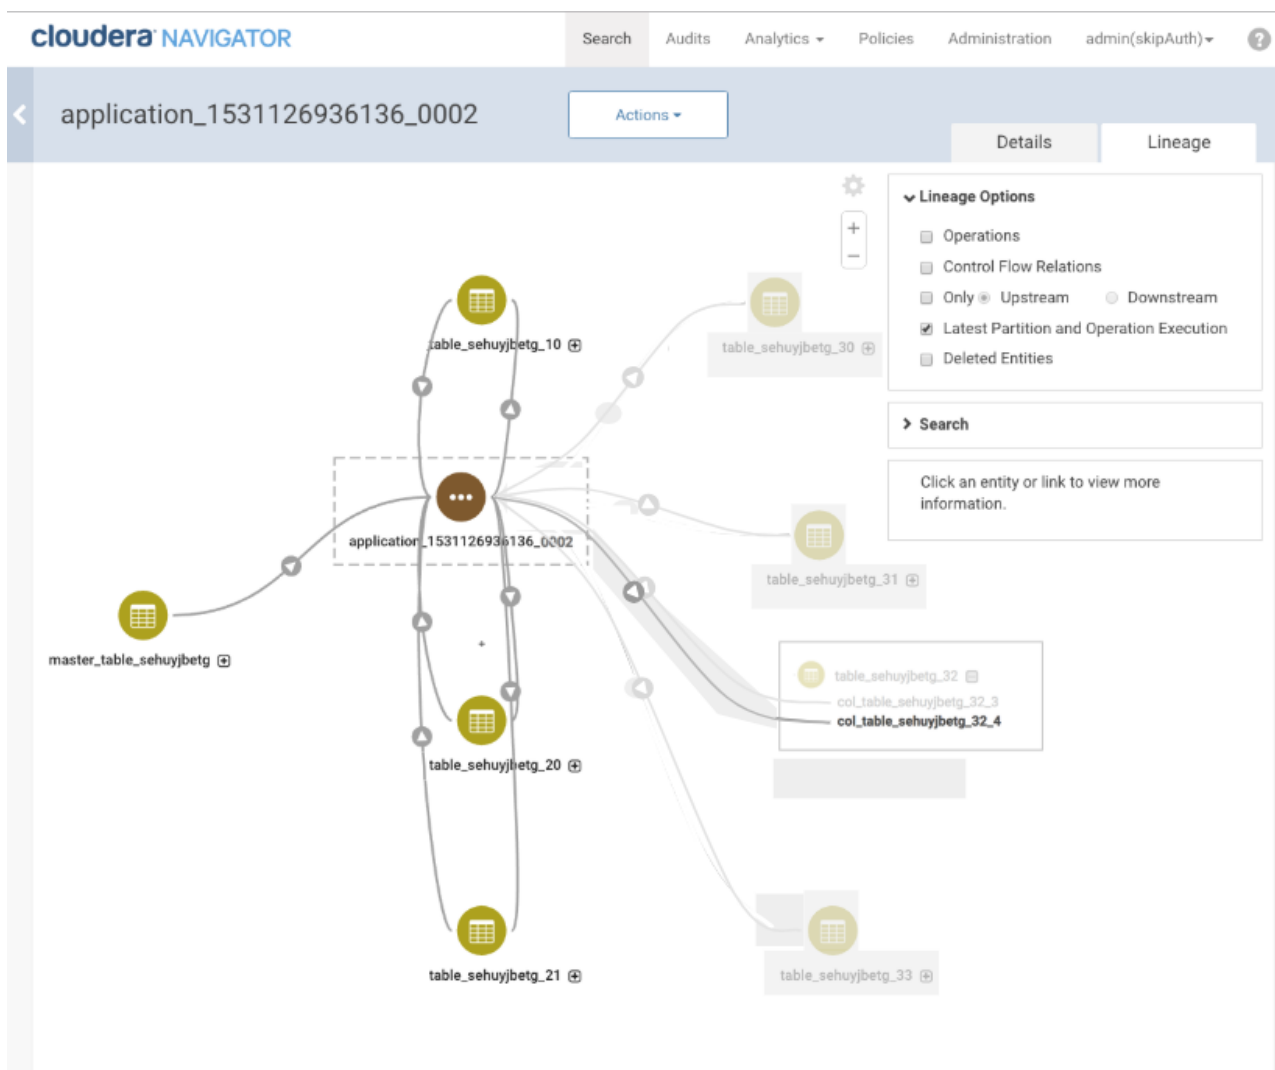 cloudera NAVIGATOR
Search Audits Analytics Policies Administration admin(skipAuth) ?
application_1531126936136_0002
Actions
Details Lineage
Lineage Options
Operations
Control Flow Relations
Only Upstream Downstream
Latest Partition and Operation Execution
Deleted Entities
Search
Click an entity or link to view more
information.
table_sehuyjbetg_10
table_sehuyjbetg_30
application_1531126936136_0002
table_sehuyjbetg_31
master_table_sehuyjbetg
table_sehuyjbetg_32
col_table_sehuyjbetg_32_3
col_table_sehuyjbetg_32_4
table_sehuyjbetg_20
table_sehuyjbetg_21
table_sehuyjbetg_33